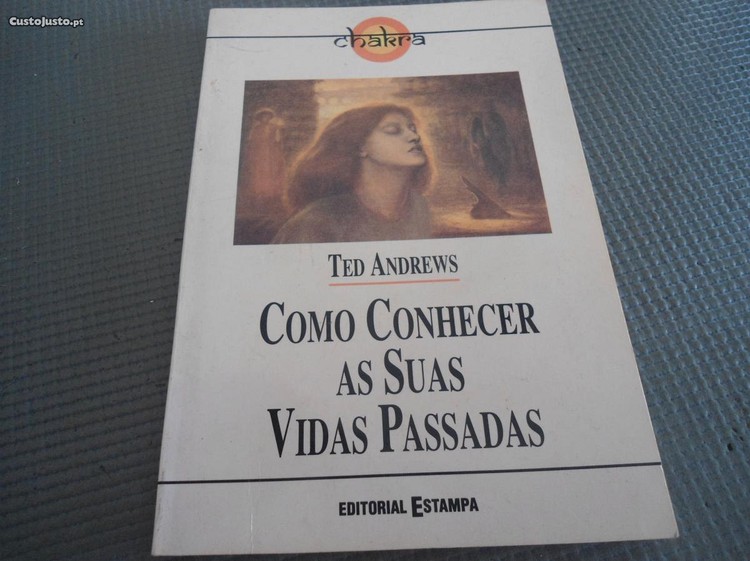 CustoJusto.pt
chakra
TED ANDREWS
COMO CONHECER
AS SUAS
VIDAS PASSADAS
EDITORIAL ESTAMPA